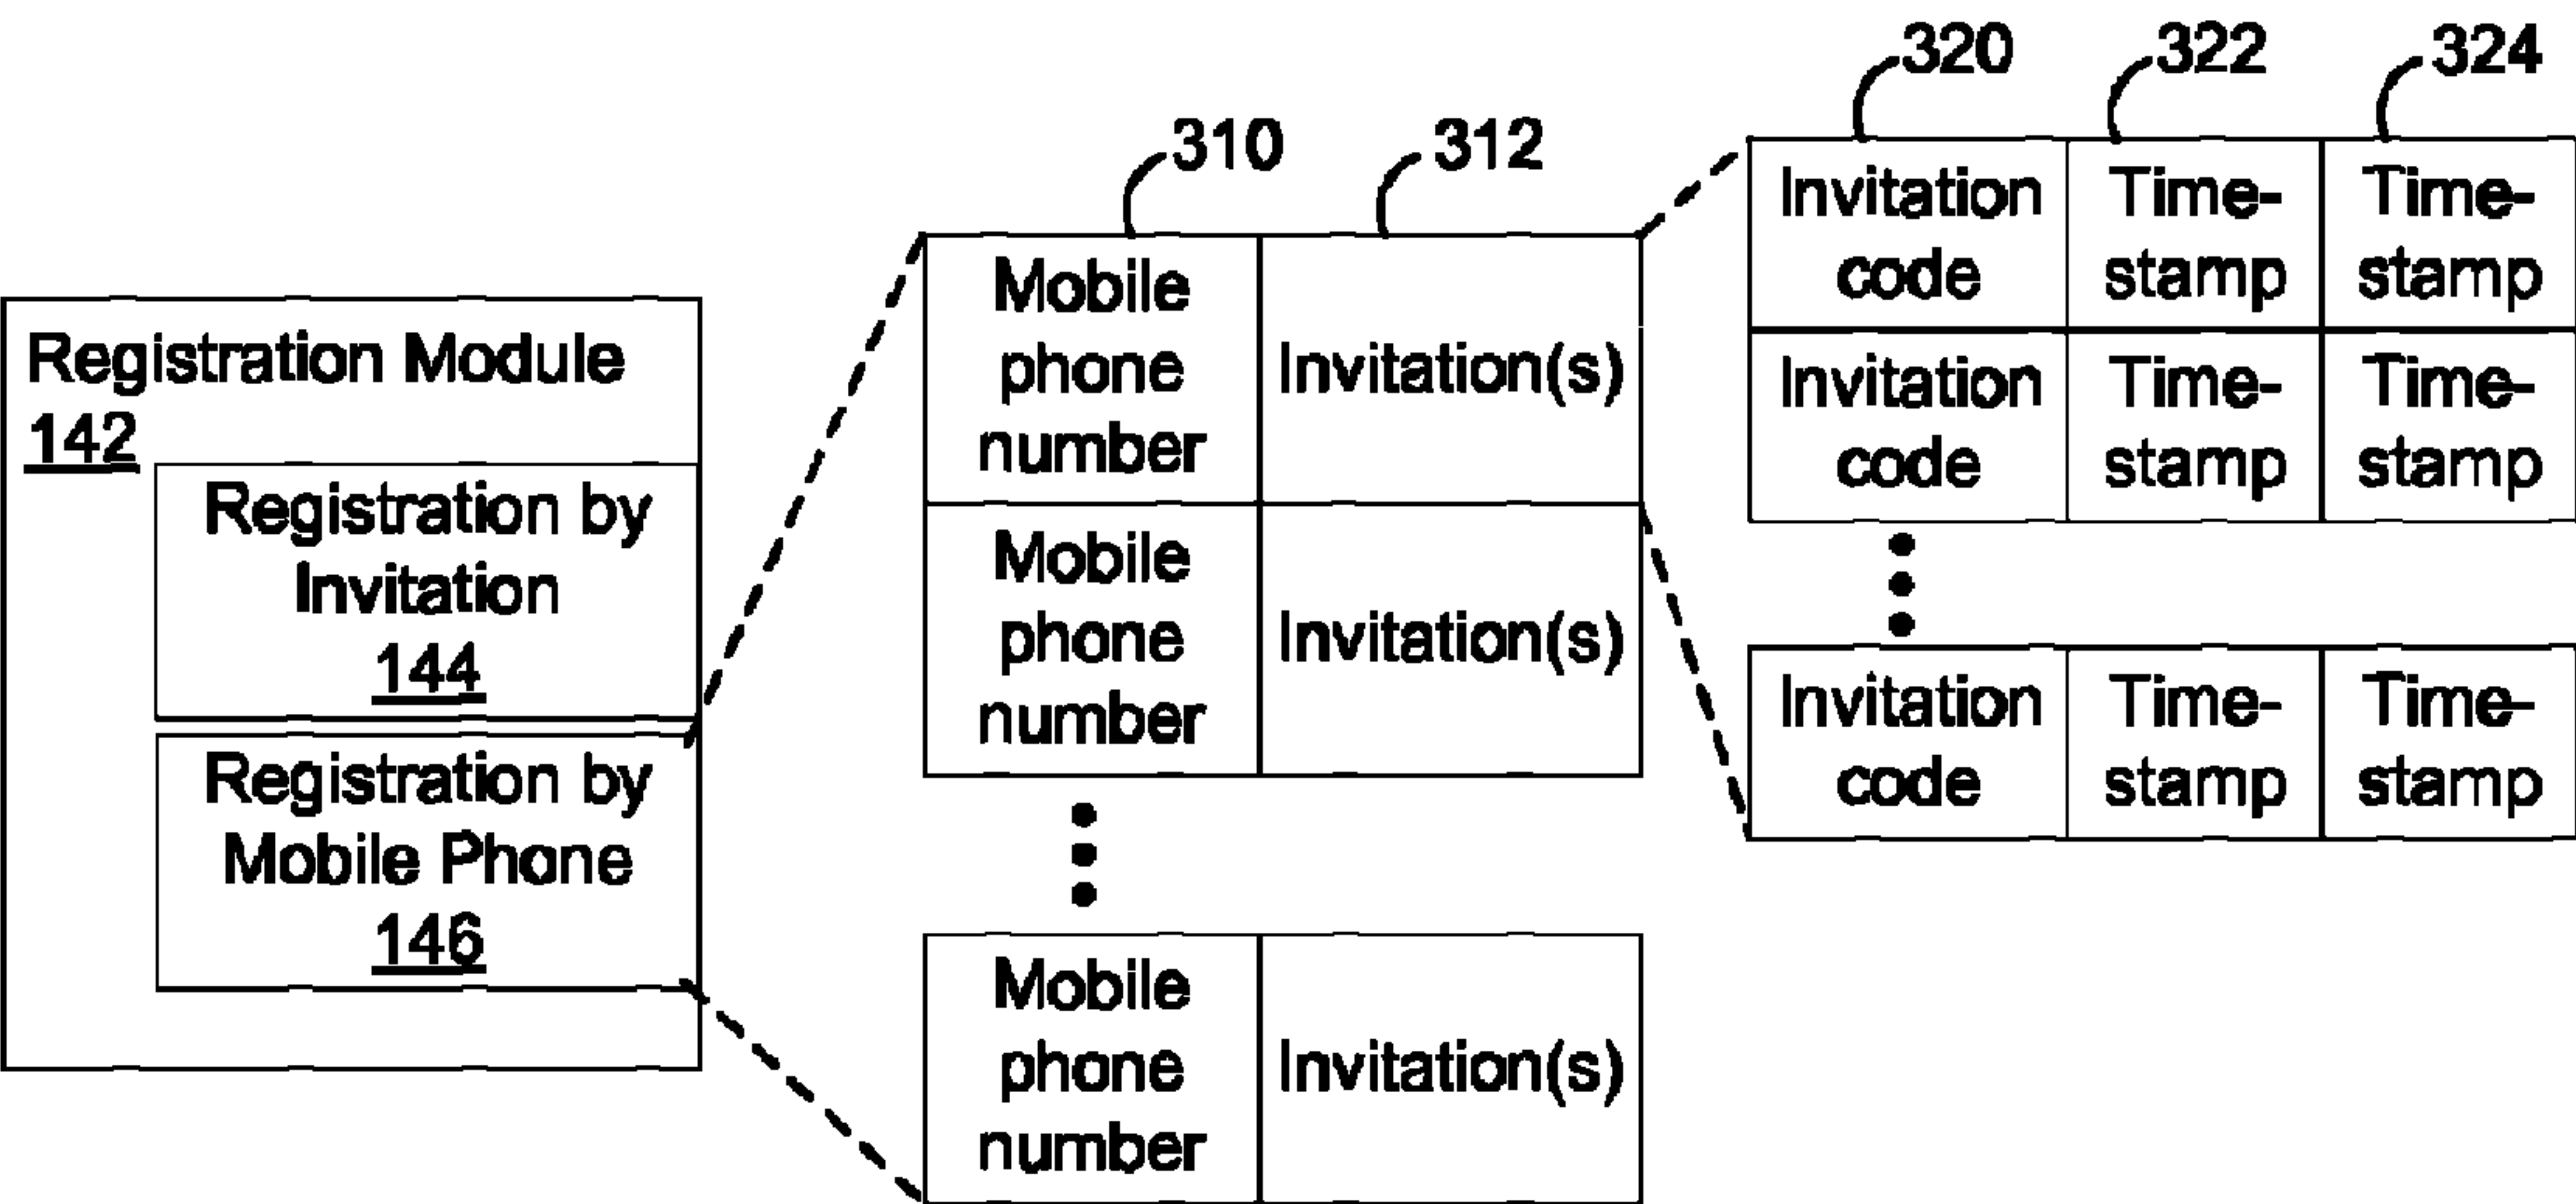 320 322 324
310 312
Invitation Time- Time-
code stamp stamp
Invitation Time- Time-
code stamp stamp
Invitation Time- Time-
code stamp stamp
Mobile
phone Invitation(s)
number
Mobile
phone Invitation(s)
number
Mobile
phone Invitation(s)
number
Registration Module
142
Registration by
Invitation
144
Registration by
Mobile Phone
146